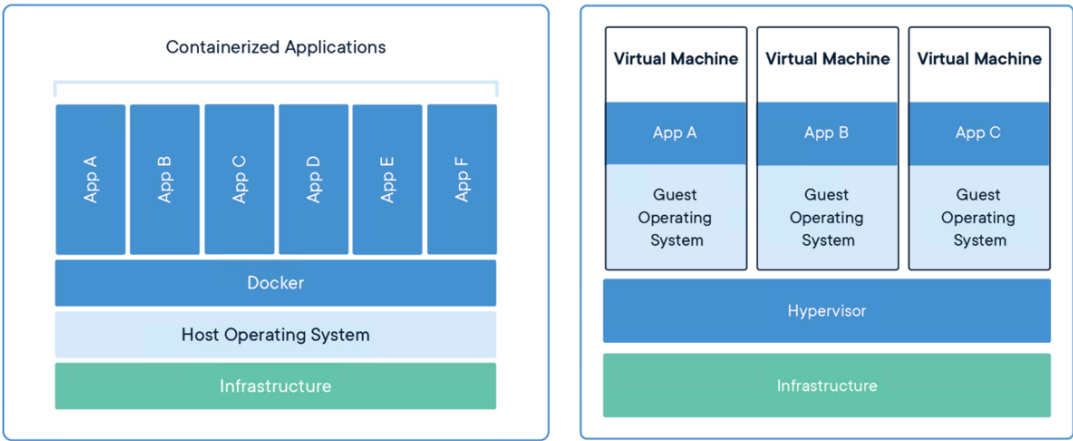 Containerized Applications
App A
App B
App C
App D
App E
App F
Docker
Host Operating System
Infrastructure
Virtual Machine
App A
Guest
Operating
System
Virtual Machine
App B
Guest
Operating
System
Virtual Machine
App C
Guest
Operating
System
Hypervisor
Infrastructure